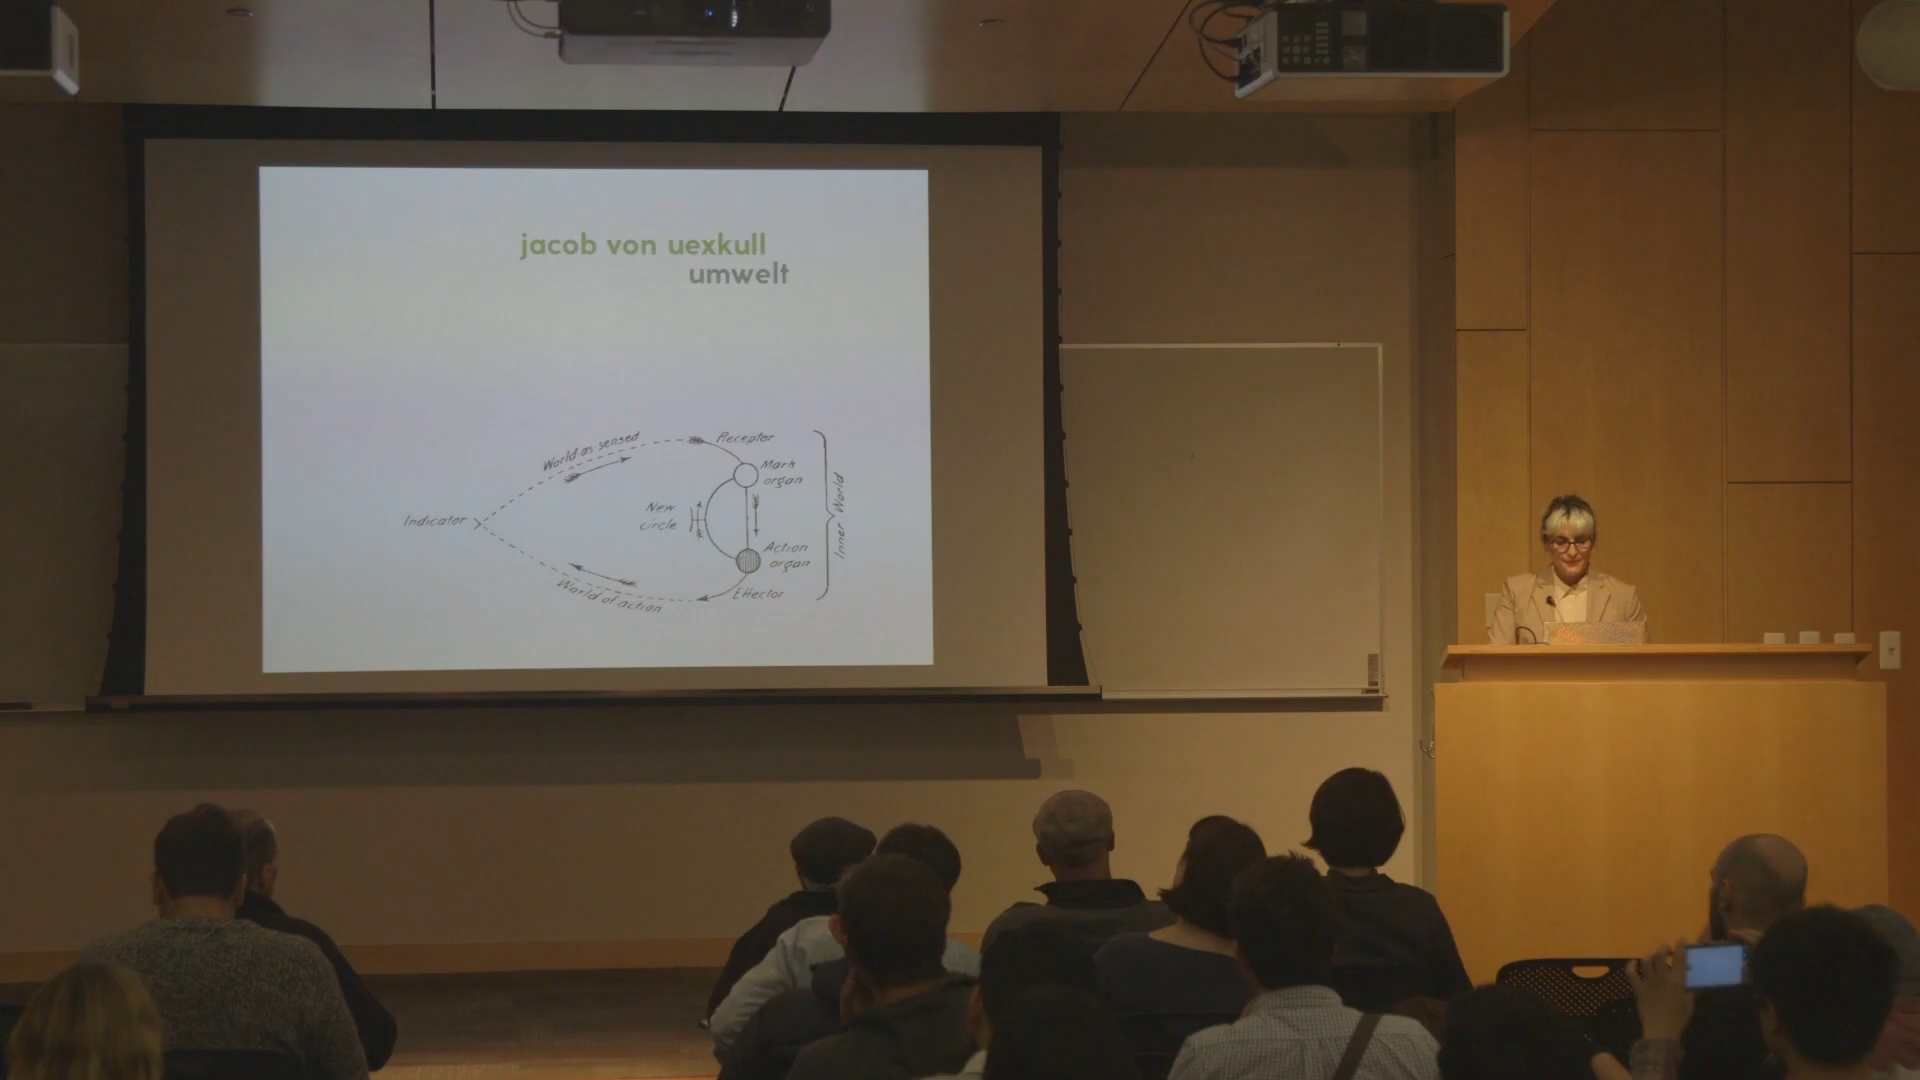 jacob von uexkull
umwelt
World as sensed
Receptor
Mark
organ
New
circle
Indicator
Inner World
Action
organ
World of action
Effector